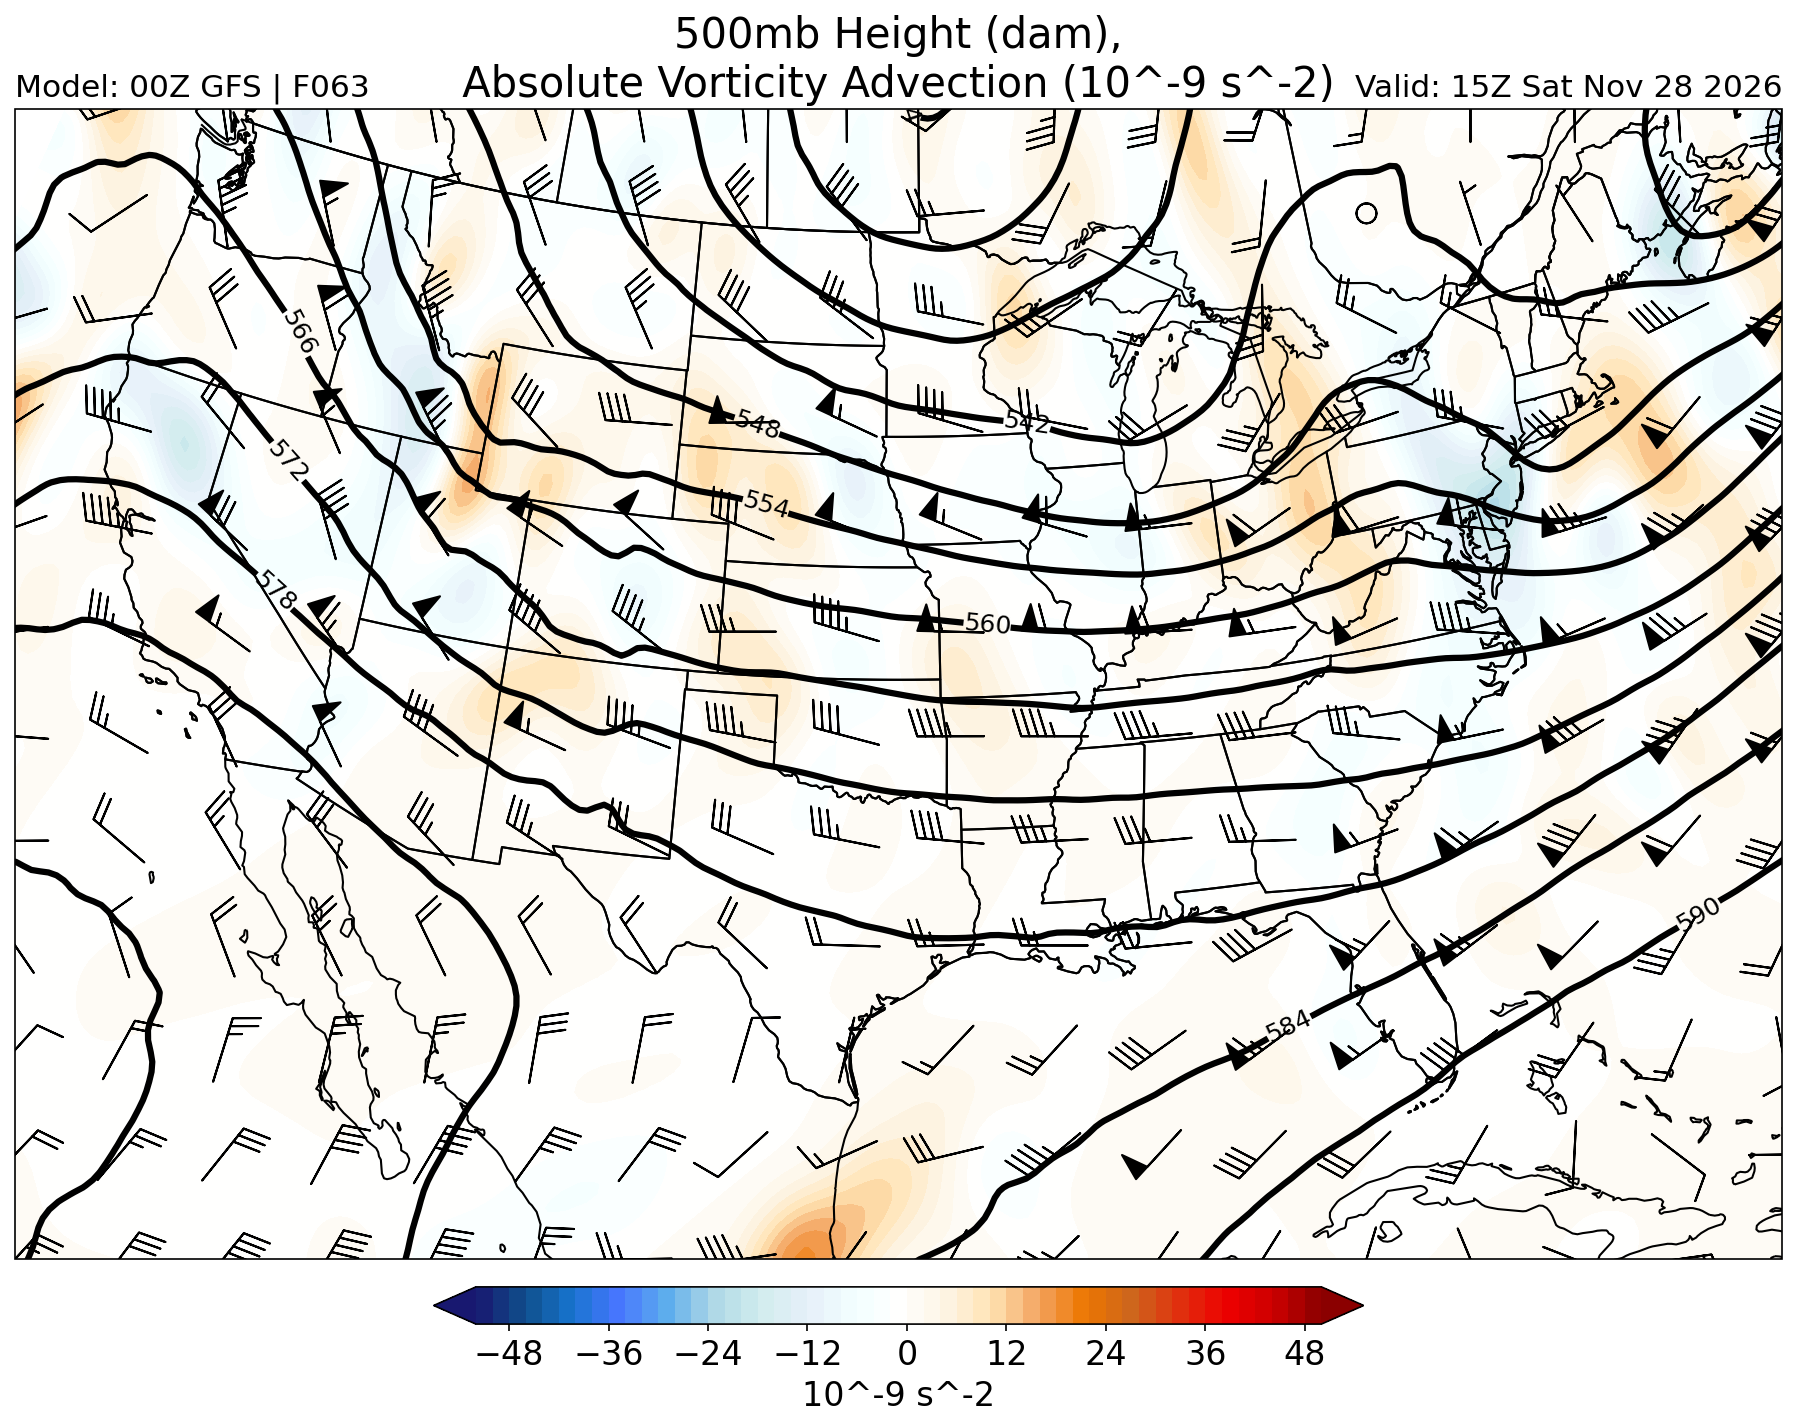 500mb Height (dam),
Model: 00Z GFS | F063
Absolute Vorticity Advection (10^-9 s^-2)
Valid: 15Z Sat Nov 28 2026
566
572
578
548
542
554
560
590
584
−48 −36 −24 −12 0 12 24 36 48
10^-9 s^-2